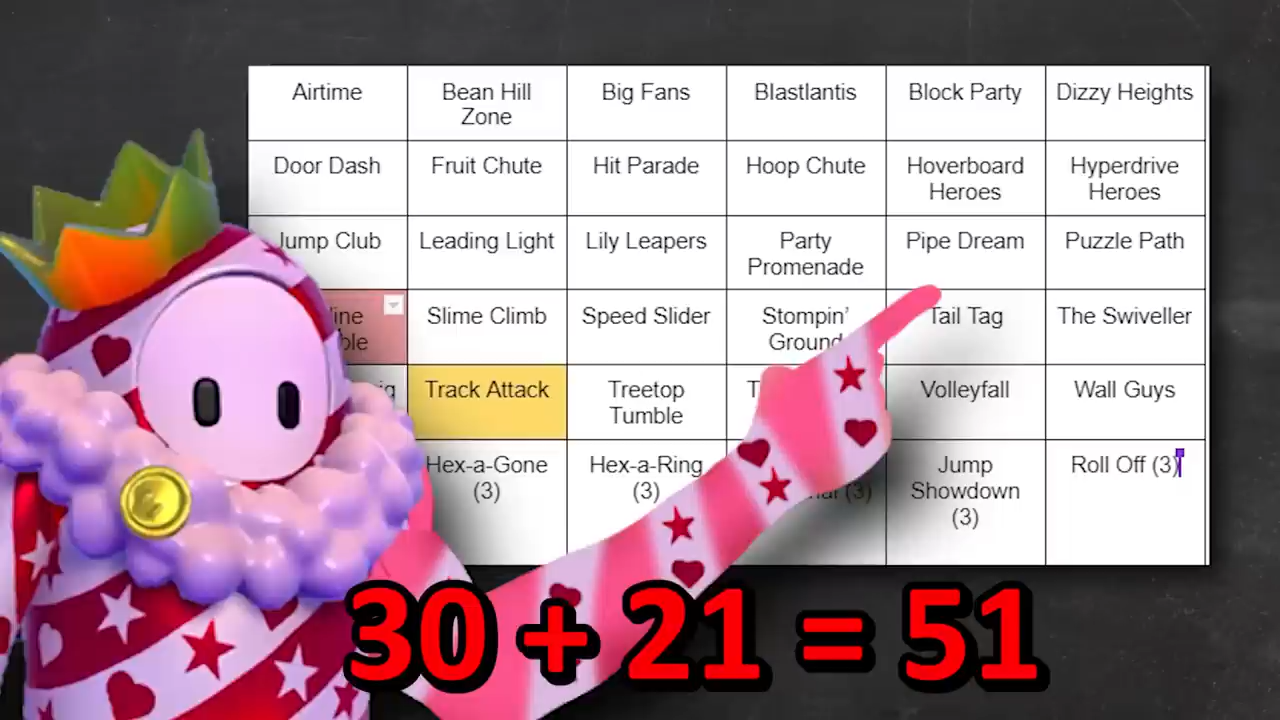 Airtime
Bean Hill
Zone
Big Fans
Blastlantis
Block Party
Dizzy Heights
Door Dash
Fruit Chute
Hit Parade
Hoop Chute
Hoverboard
Heroes
Hyperdrive
Heroes
Jump Club
Leading Light
Lily Leapers
Party
Promenade
Pipe Dream
Puzzle Path
Slime Climb
Speed Slider
Stompin'
Ground
Tail Tag
The Swiveller
Track Attack
Treetop
Tumble
Volleyfall
Wall Guys
Hex-a-Gone
(3)
Hex-a-Ring
(3)
(3)
Jump
Showdown
(3)
Roll Off (3)
30 + 21 = 51